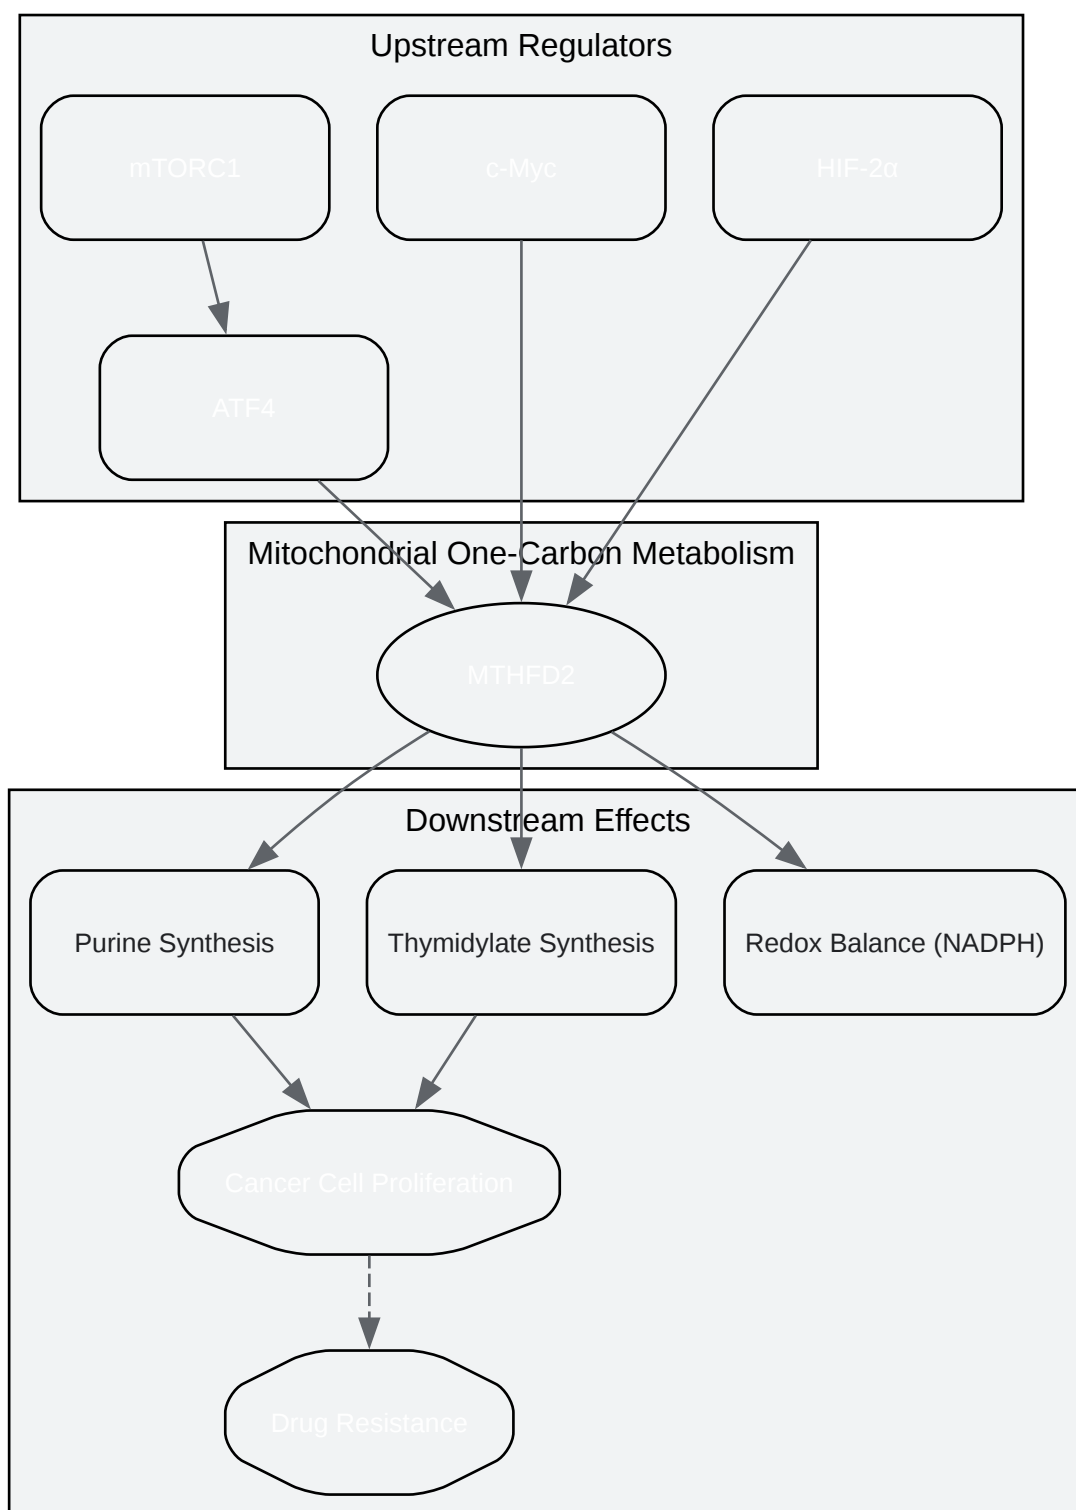 Upstream Regulators
mTORC1
c-Myc
HIF-2α
ATF4
Mitochondrial One-Carbon Metabolism
MTHFD2
Downstream Effects
Purine Synthesis
Thymidylate Synthesis
Redox Balance (NADPH)
Cancer Cell Proliferation
Drug Resistance